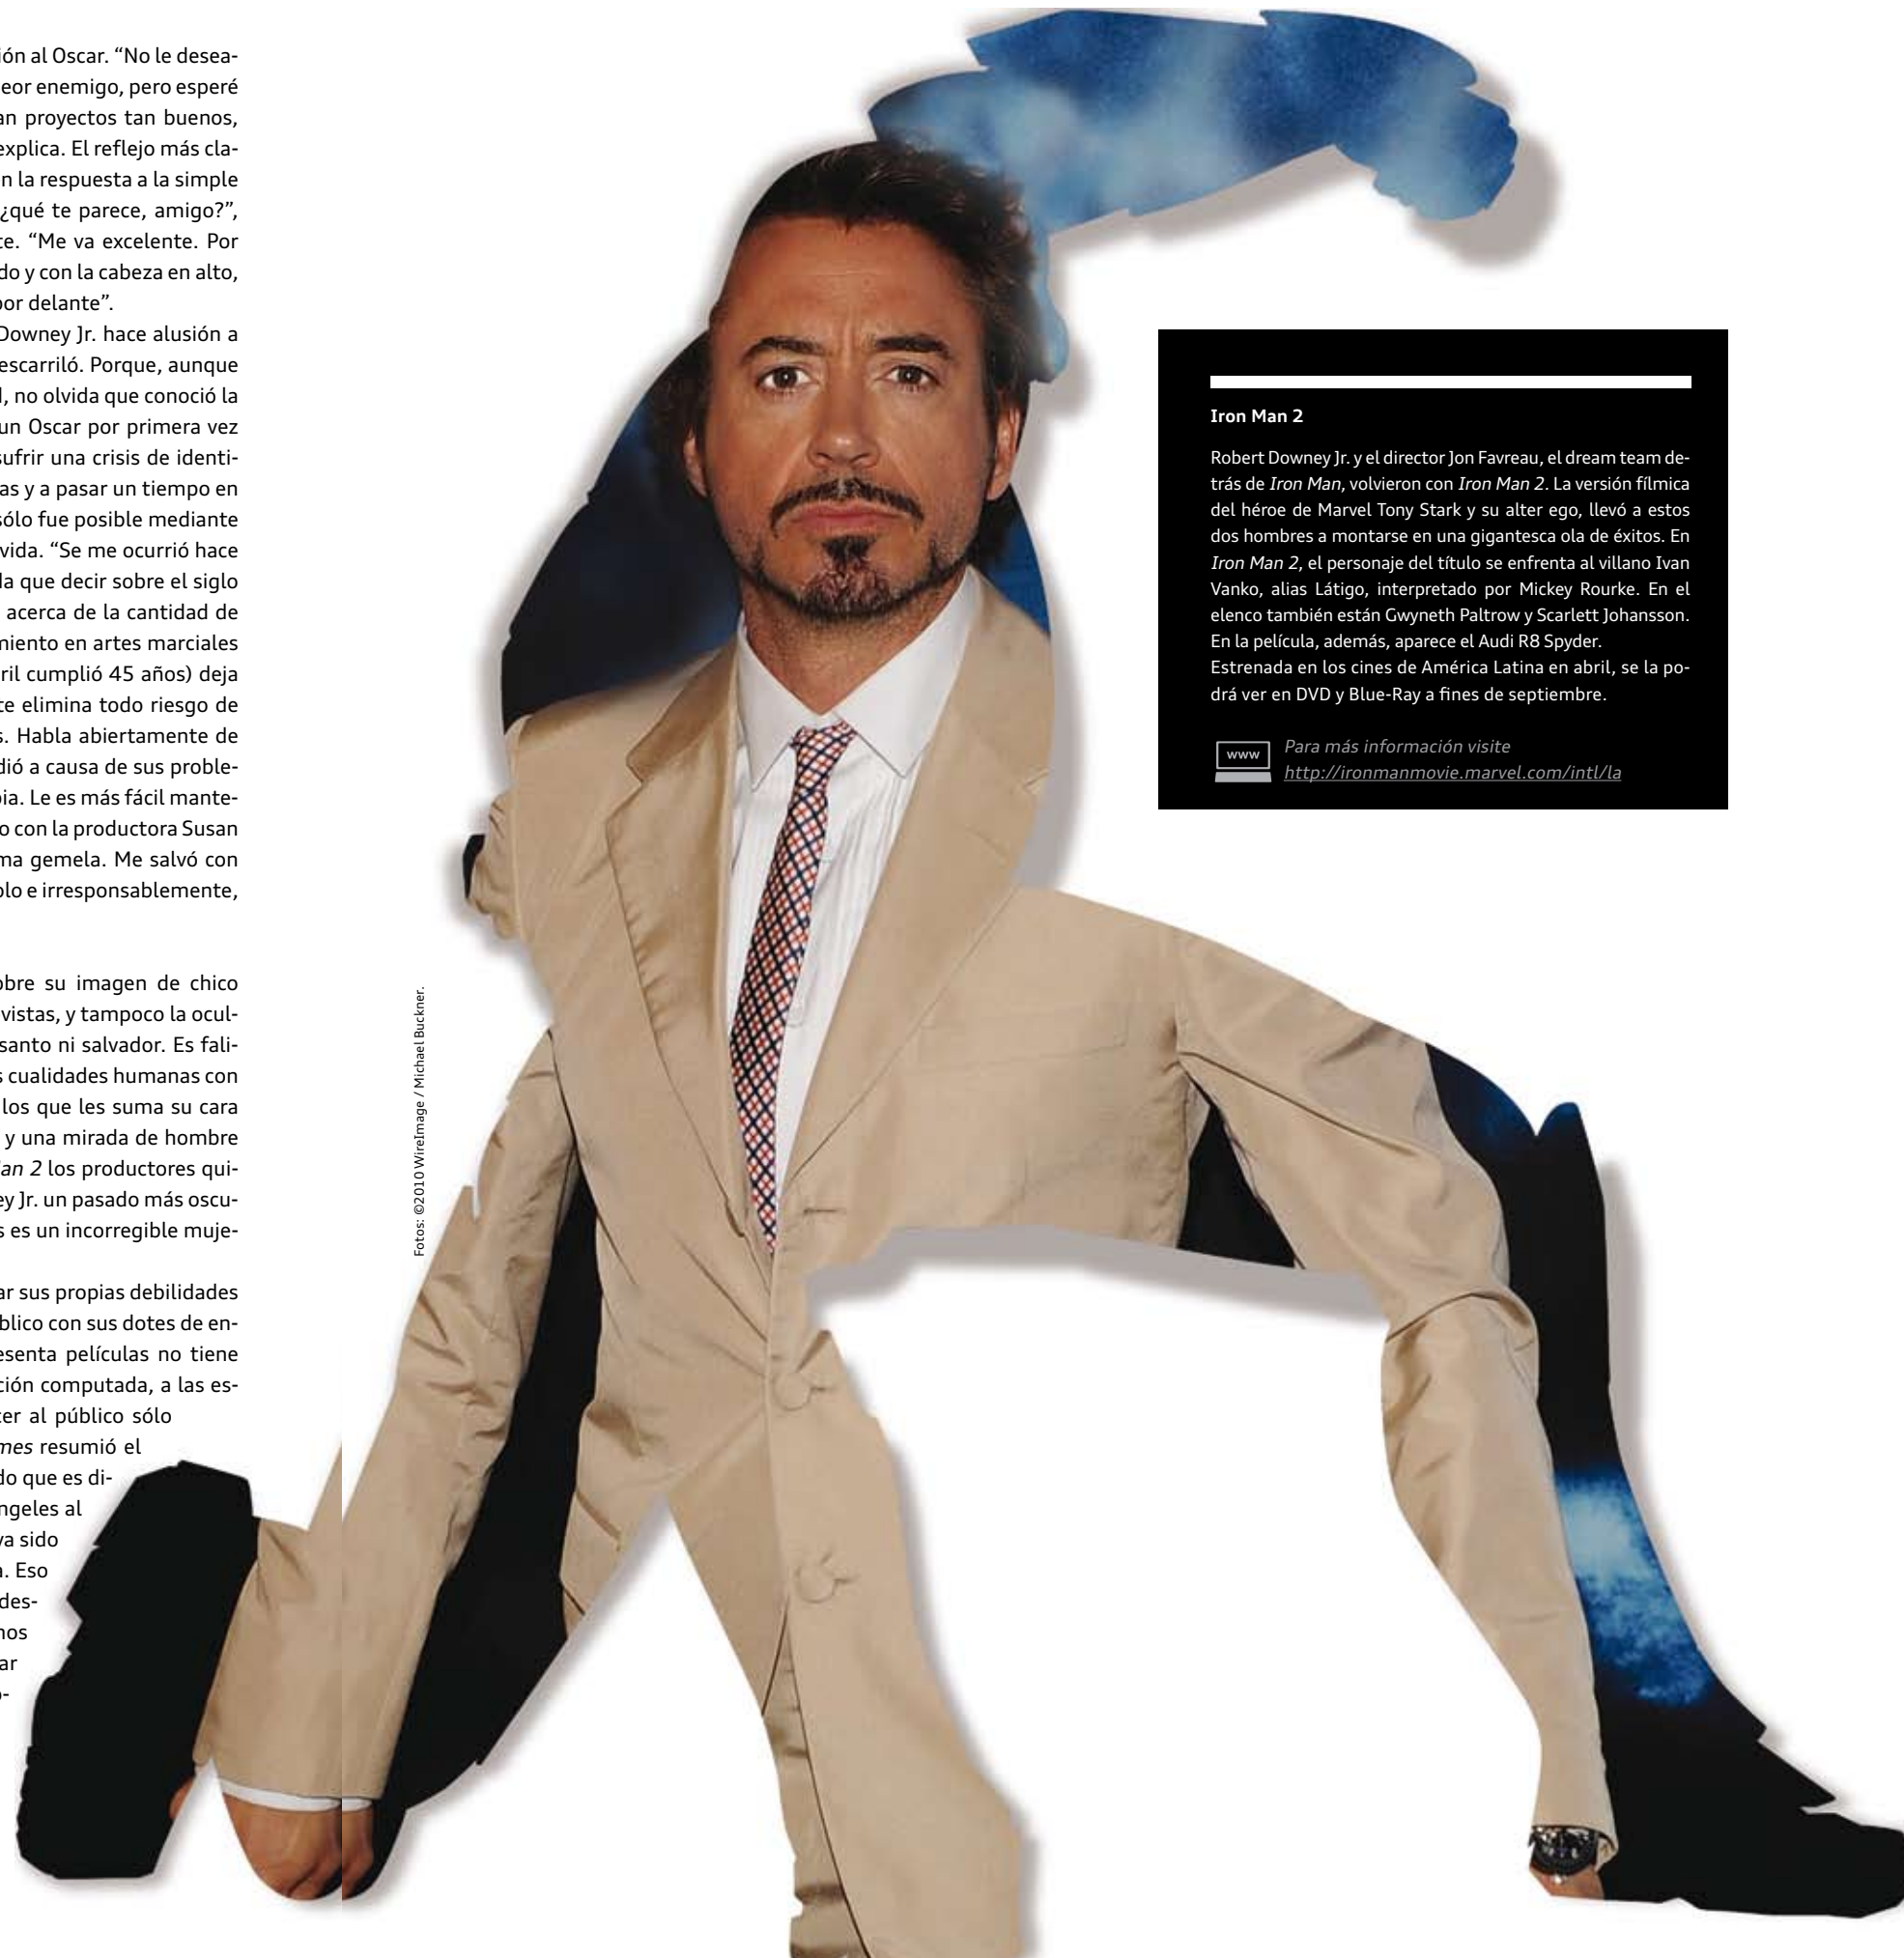 ión al Oscar. “No le desea-
eor enemigo, pero esperé
an proyectos tan buenos,
explica. El reflejo más cla-
n la respuesta a la simple
¿qué te parece, amigo?”,
te. “Me va excelente. Por
do y con la cabeza en alto,
por delante”.
Downey Jr. hace alusión a
escarriló. Porque, aunque
l, no olvida que conoció la
un Oscar por primera vez
sufrir una crisis de identi-
as y a pasar un tiempo en
sólo fue posible mediante
vida. “Se me ocurrió hace
la que decir sobre el siglo
acerca de la cantidad de
miento en artes marciales
ril cumplió 45 años) deja
te elimina todo riesgo de
s. Habla abiertamente de
dió a causa de sus proble-
pia. Le es más fácil mante-
o con la productora Susan
ma gemela. Me salvó con
olo e irresponsablemente,
obre su imagen de chico
vistas, y tampoco la ocul-
santo ni salvador. Es fali-
s cualidades humanas con
los que les suma su cara
y una mirada de hombre
an 2 los productores qui-
ey Jr. un pasado más oscu-
s es un incorregible muje-
ar sus propias debilidades
blico con sus dotes de en-
esenta películas no tiene
ción computada, a las es-
cer al público sólo
mes resumió el
do que es di-
ngeles al
ya sido
a. Eso
des-
nos
ar
o-
Fotos: ©2010 WireImage / Michael Buckner.
Iron Man 2
Robert Downey Jr. y el director Jon Favreau, el dream team de-
trás de Iron Man, volvieron con Iron Man 2. La versión fílmica
del héroe de Marvel Tony Stark y su alter ego, llevó a estos
dos hombres a montarse en una gigantesca ola de éxitos. En
Iron Man 2, el personaje del título se enfrenta al villano Ivan
Vanko, alias Látigo, interpretado por Mickey Rourke. En el
elenco también están Gwyneth Paltrow y Scarlett Johansson.
En la película, además, aparece el Audi R8 Spyder.
Estrenada en los cines de América Latina en abril, se la po-
drá ver en DVD y Blue-Ray a fines de septiembre.
www
Para más información visite
http://ironmanmovie.marvel.com/intl/la